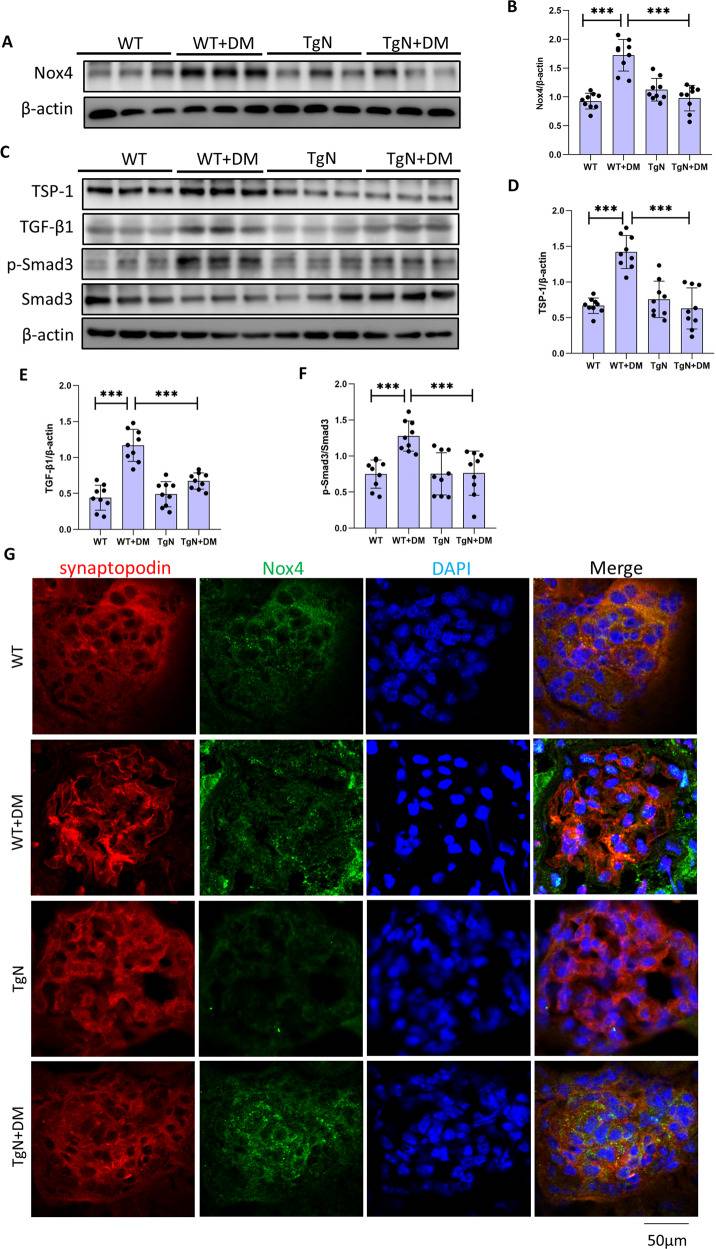 A
WT
WT+DM
TgN
TgN+DM
Nox4
β-actin
B
Nox4/β-actin
2.5
2.0
1.5
1.0
0.5
0.0
***
***
WT
WT+DM
TgN
TgN+DM
C
WT
WT+DM
TgN
TgN+DM
TSP-1
TGF-β1
p-Smad3
Smad3
β-actin
D
TSP-1/β-actin
2.0
1.5
1.0
0.5
0.0
***
***
WT
WT+DM
TgN
TgN+DM
E
TGF-β1/β-actin
2.0
1.5
1.0
0.5
0.0
***
***
WT
WT+DM
TgN
TgN+DM
F
p-Smad3/Smad3
2.0
1.5
1.0
0.5
0.0
***
***
WT
WT+DM
TgN
TgN+DM
G
synaptopodin
Nox4
DAPI
Merge
WT
WT+DM
TgN
TgN+DM
50μm